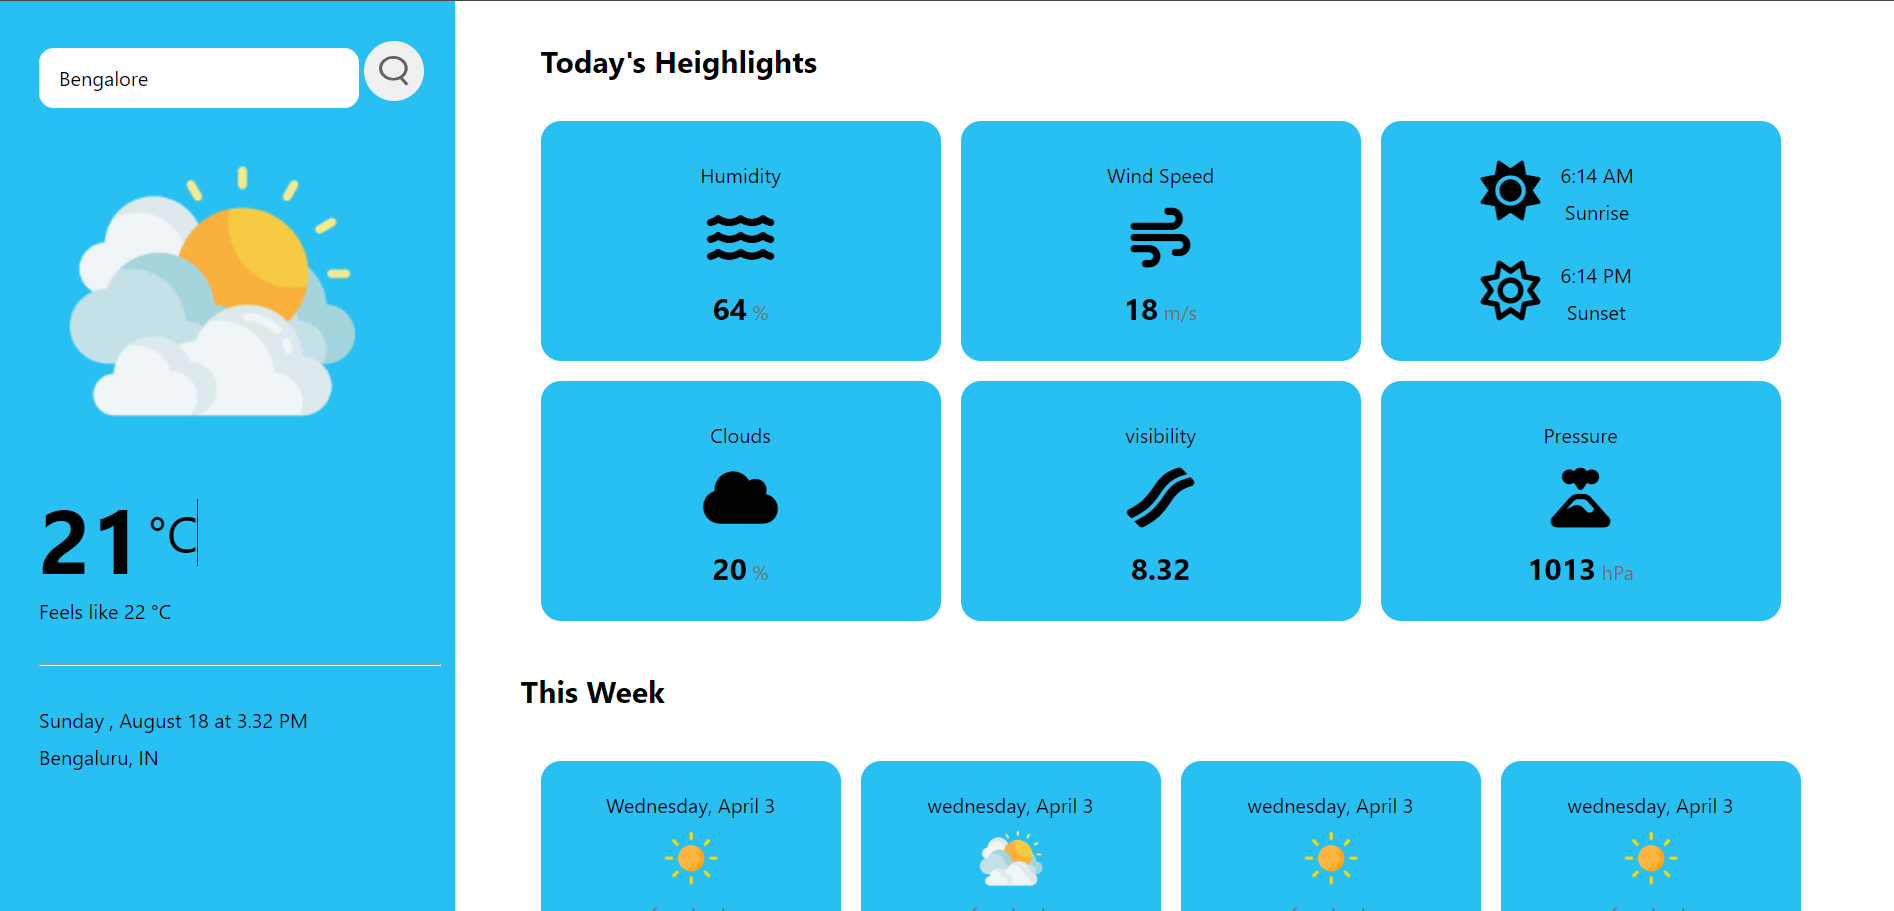 Bengalore
21 °C
Feels like 22 °C
Sunday , August 18 at 3.32 PM
Bengaluru, IN
Today's Heighlights
Humidity
64 %
Wind Speed
18 m/s
6:14 AM
Sunrise
6:14 PM
Sunset
Clouds
20 %
visibility
8.32
Pressure
1013 hPa
This Week
Wednesday, April 3
wednesday, April 3
wednesday, April 3
wednesday, April 3